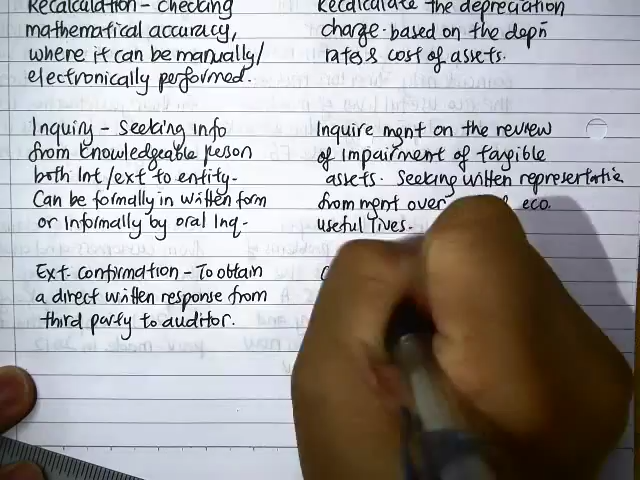 Recalculation - checking
mathematical accuracy,
where it can be manually/
electronically performed.
Inquiry - Seeking info
from knowledgeable person
both Int/ext to entity.
Can be formally in written form
or informally by oral Inq.
Ext. confirmation - To obtain
a direct written response from
third party to auditor.
Recalculate the depreciation
charge based on the depn
rates & cost of assets.
Inquire mgnt on the review
of impairment of tangible
assets. Seeking written representatio
from mgnt over eco.
useful lives.